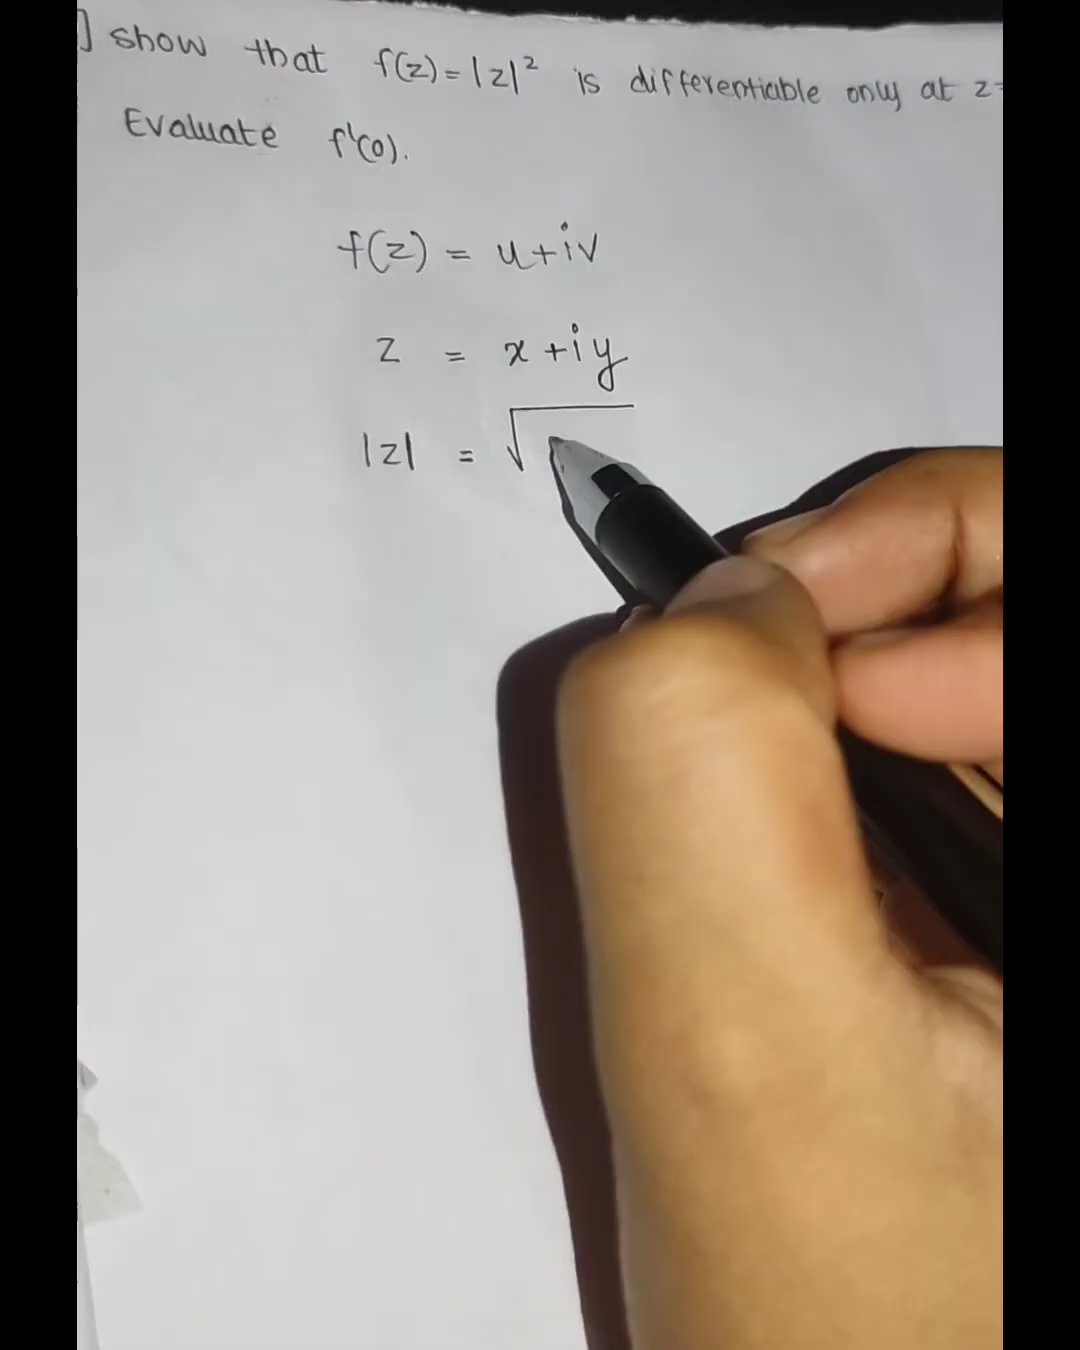 ] show that f(z) = |z|² is differentiable only at z=
Evaluate f'(0).
f(z) = u+iv
z = x+iy
|z| = √